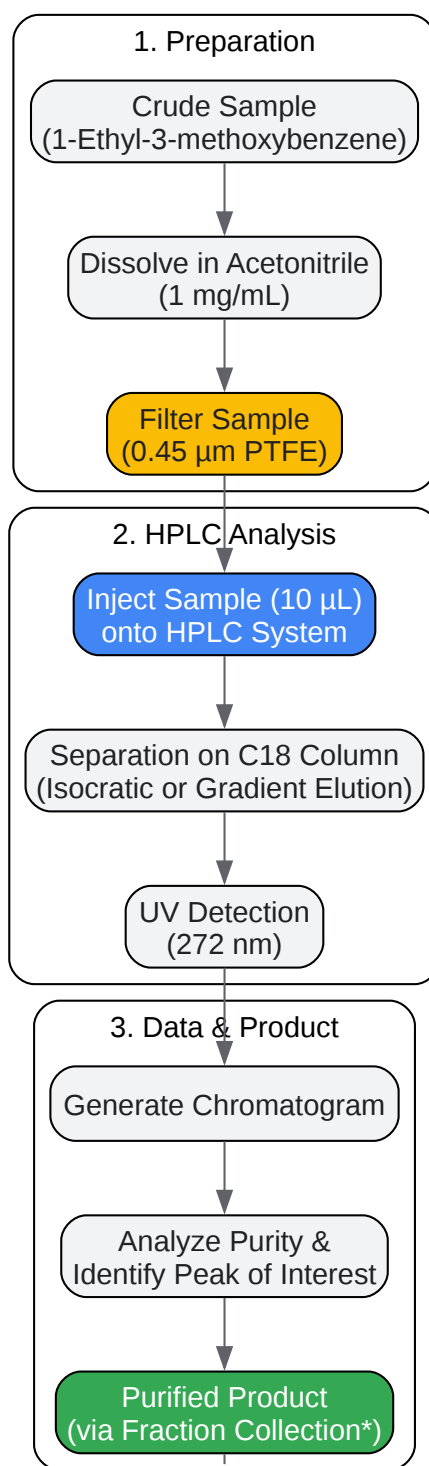 1. Preparation
Crude Sample
(1-Ethyl-3-methoxybenzene)
Dissolve in Acetonitrile
(1 mg/mL)
Filter Sample
(0.45 µm PTFE)
2. HPLC Analysis
Inject Sample (10 µL)
onto HPLC System
Separation on C18 Column
(Isocratic or Gradient Elution)
UV Detection
(272 nm)
3. Data & Product
Generate Chromatogram
Analyze Purity &
Identify Peak of Interest
Purified Product
(via Fraction Collection*)